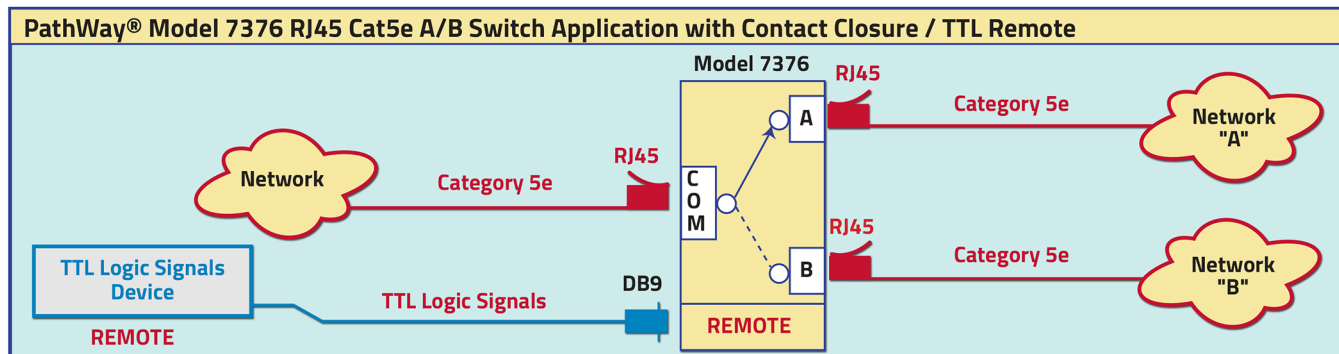 PathWay® Model 7376 RJ45 Cat5e A/B Switch Application with Contact Closure / TTL Remote
Model 7376
RJ45
Category 5e
Network
"A"
A
Network
Category 5e
RJ45
C
O
M
RJ45
Category 5e
Network
"B"
B
TTL Logic Signals
Device
REMOTE
TTL Logic Signals
DB9
REMOTE